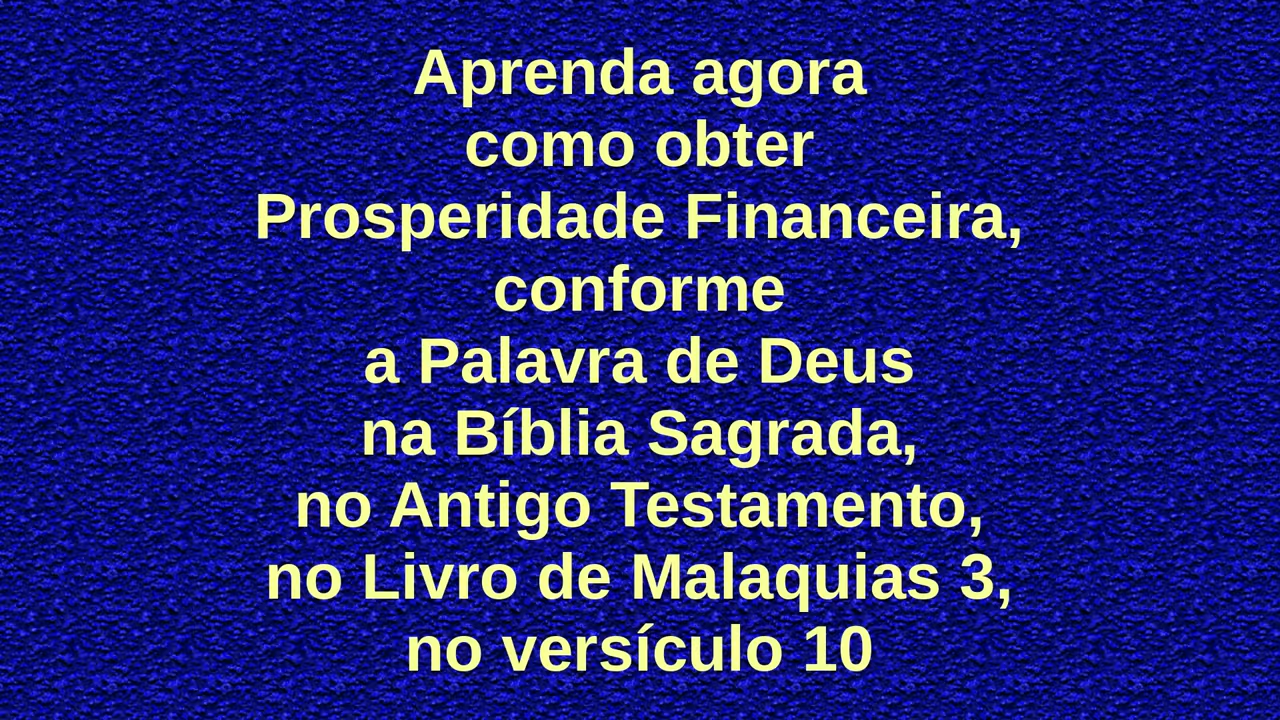 Aprenda agora
como obter
Prosperidade Financeira,
conforme
a Palavra de Deus
na Bíblia Sagrada,
no Antigo Testamento,
no Livro de Malaquias 3,
no versículo 10